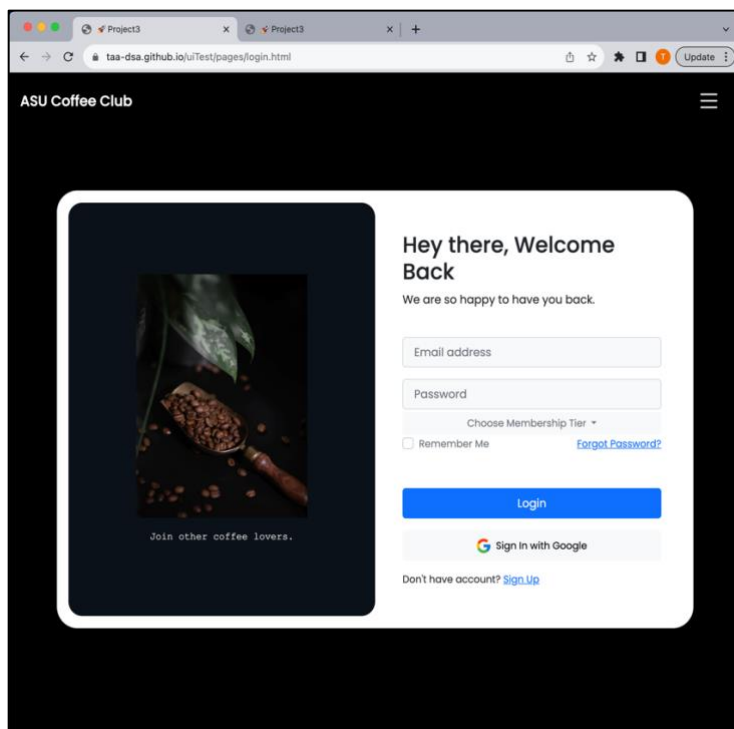 Project3
Project3
taa-dsa.github.io/uiTest/pages/login.html
T
Update
ASU Coffee Club
Hey there, Welcome
Back
We are so happy to have you back.
Email address
Password
Choose Membership Tier
Remember Me
Forgot Password?
Login
Sign In with Google
Don't have account? Sign Up
Join other coffee lovers.